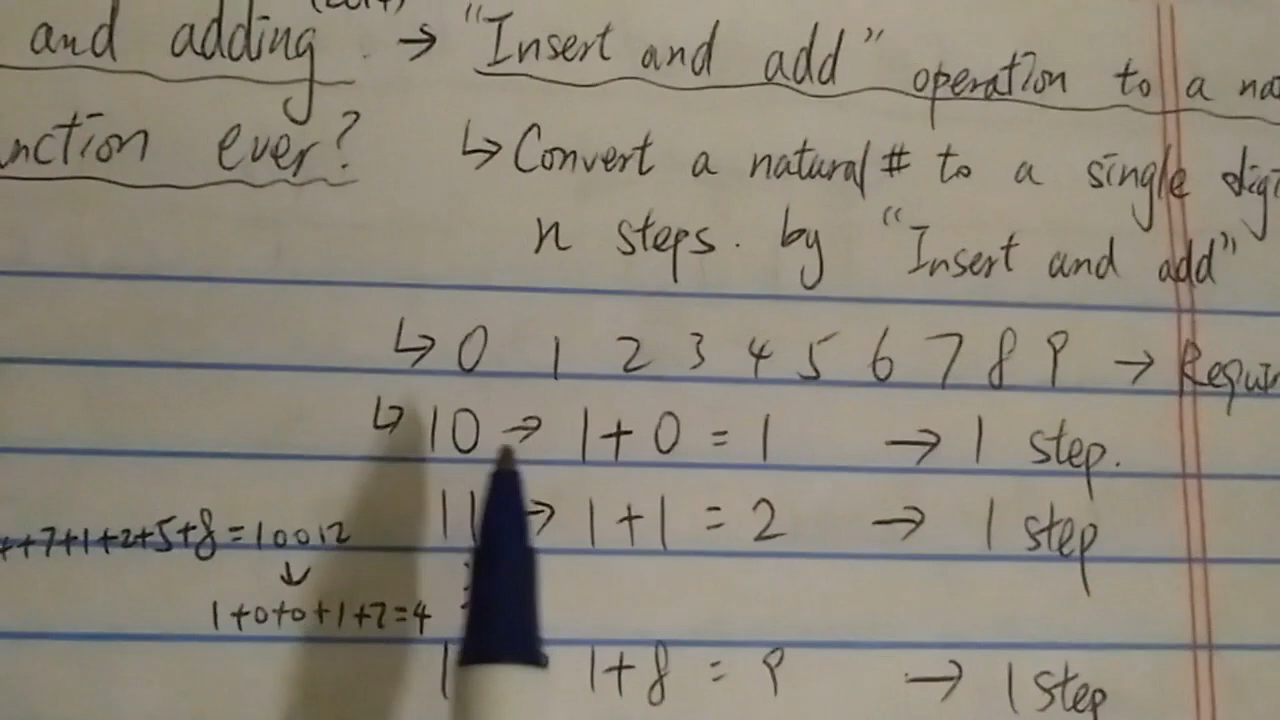 and adding → "Insert and add" operation to a
nction ever?
↳ Convert a natural # to a single
n steps. by "Insert and add"
↳ 0 1 2 3 4 5 6 7 8 9 →
↳ 10 → 1+0 = 1 → 1 step.
11 → 1+1 = 2 → 1 step
+7+1+2+5+8=10012
↓
1+0+0+1+2=4
1 1+8 = 9 → 1 step